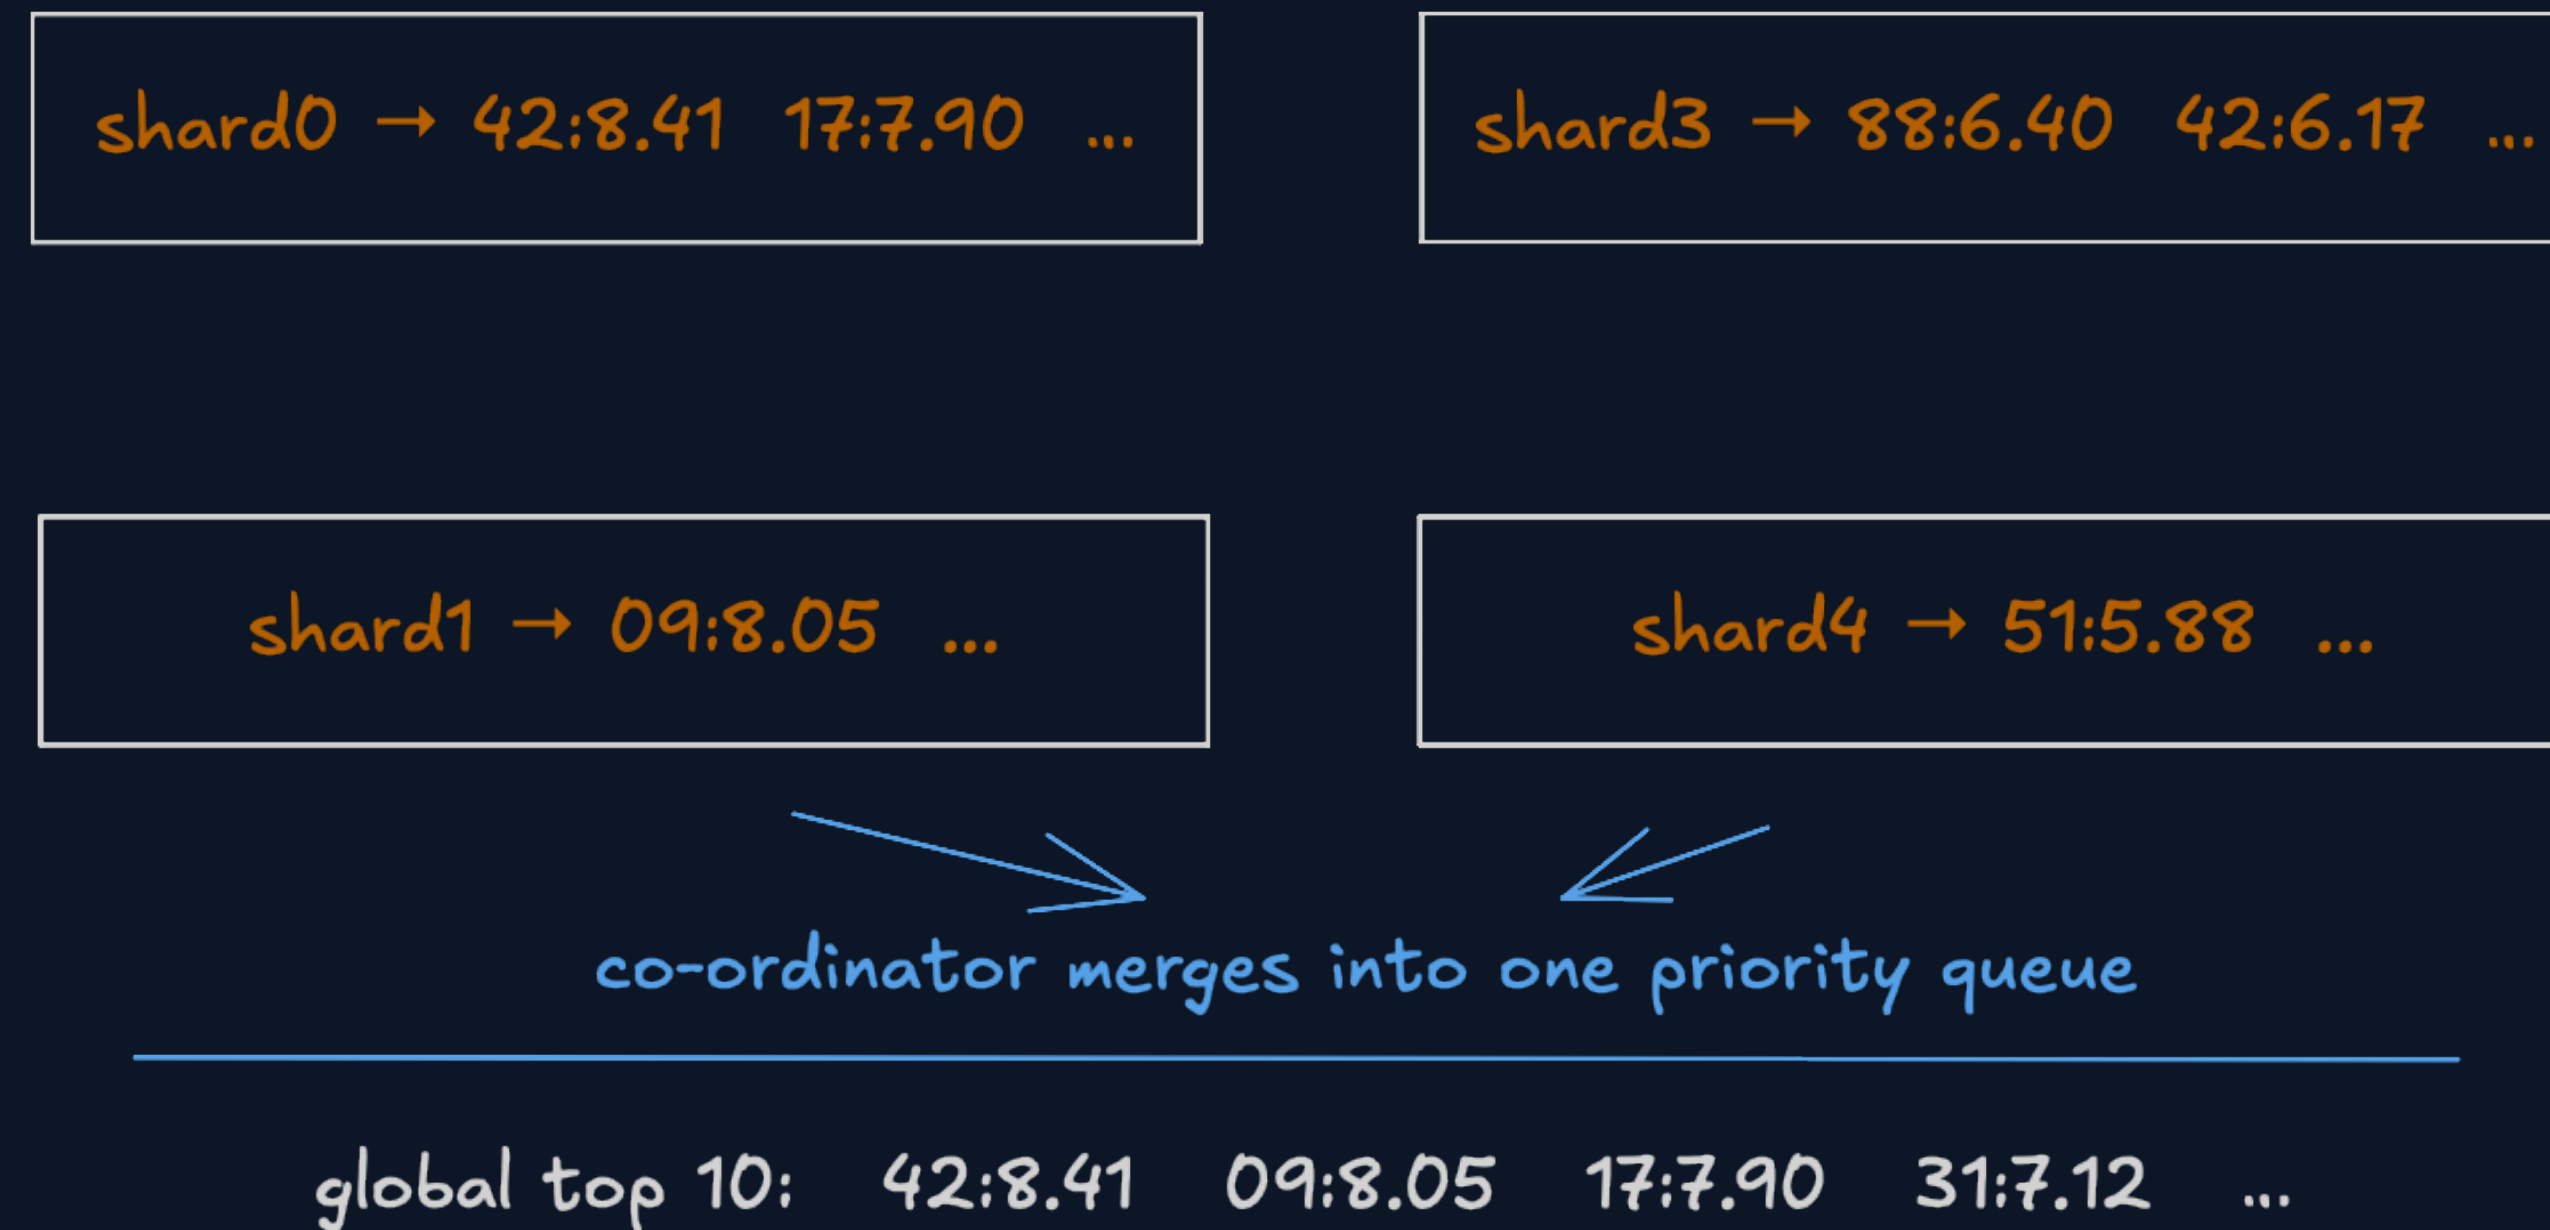 shard0 → 42:8.41 17:7.90 ...
shard3 → 88:6.40 42:6.17 ...
shard1 → 09:8.05 ...
shard4 → 51:5.88 ...
co-ordinator merges into one priority queue
global top 10: 42:8.41 09:8.05 17:7.90 31:7.12 ...